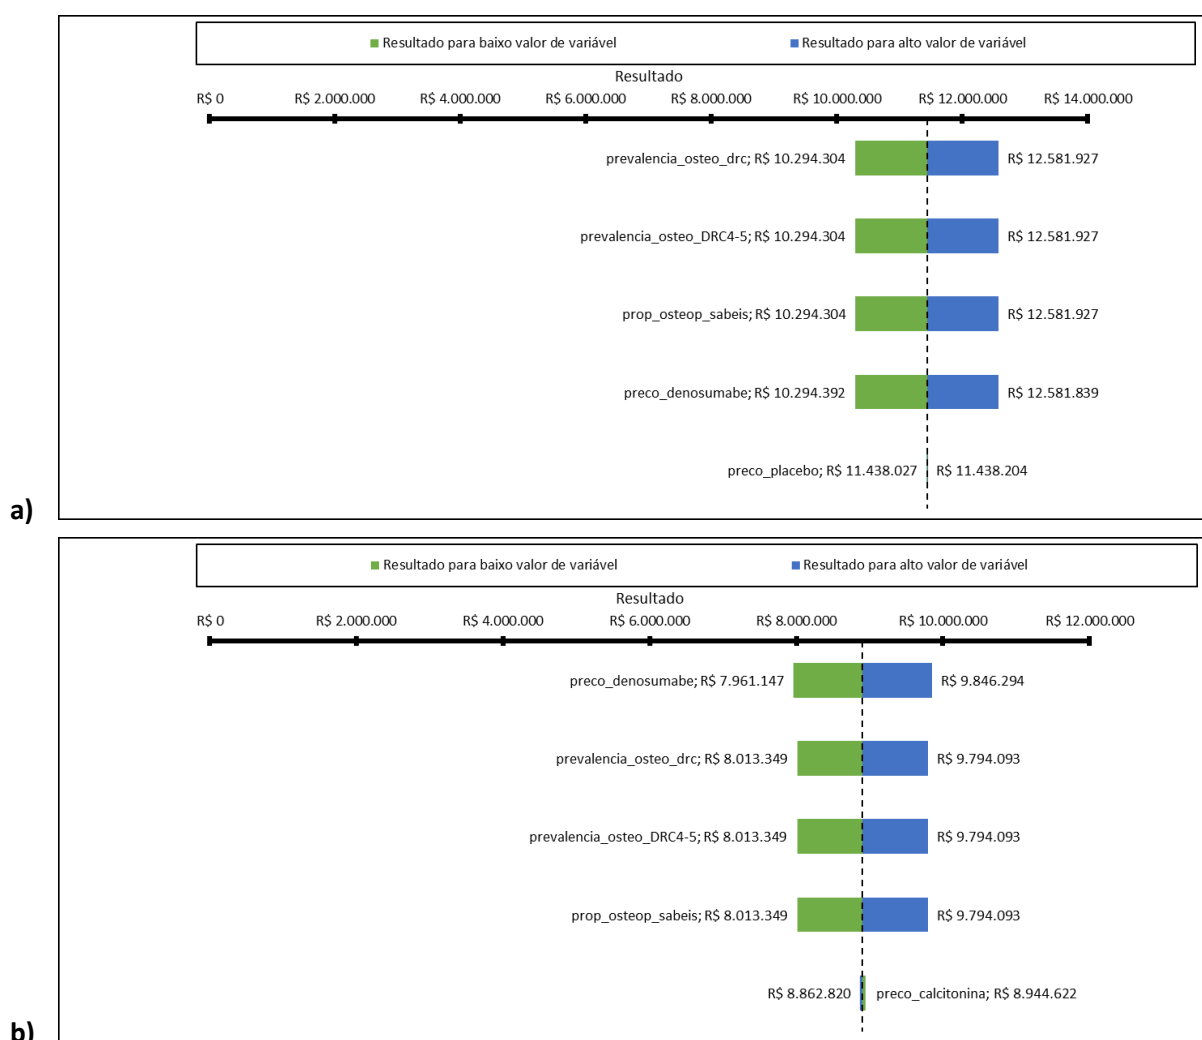 Resultado para baixo valor de variável Resultado para alto valor de variável
Resultado
R$ 0 R$ 2.000.000 R$ 4.000.000 R$ 6.000.000 R$ 8.000.000 R$ 10.000.000 R$ 12.000.000 R$ 14.000.000
prevalencia_osteo_drc; R$ 10.294.304 R$ 12.581.927
prevalencia_osteo_DRC4-5; R$ 10.294.304 R$ 12.581.927
prop_osteop_sabeis; R$ 10.294.304 R$ 12.581.927
preco_denosumabe; R$ 10.294.392 R$ 12.581.839
preco_placebo; R$ 11.438.027 R$ 11.438.204
a)
Resultado para baixo valor de variável Resultado para alto valor de variável
Resultado
R$ 0 R$ 2.000.000 R$ 4.000.000 R$ 6.000.000 R$ 8.000.000 R$ 10.000.000 R$ 12.000.000
preco_denosumabe; R$ 7.961.147 R$ 9.846.294
prevalencia_osteo_drc; R$ 8.013.349 R$ 9.794.093
prevalencia_osteo_DRC4-5; R$ 8.013.349 R$ 9.794.093
prop_osteop_sabeis; R$ 8.013.349 R$ 9.794.093
R$ 8.862.820 preco_calcitonina; R$ 8.944.622
b)